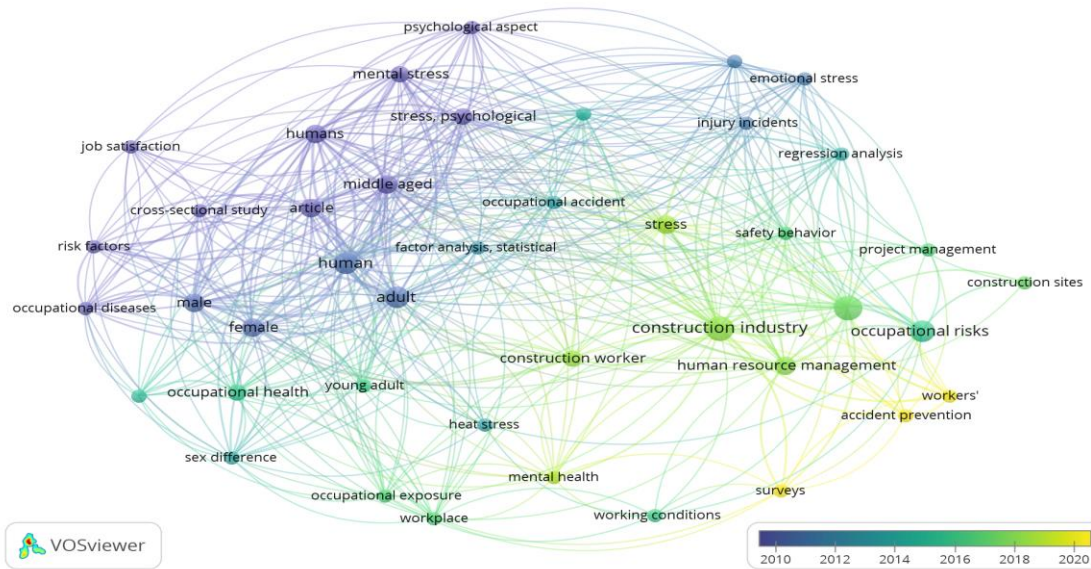 psychological aspect
mental stress
emotional stress
stress, psychological
injury incidents
humans
job satisfaction
regression analysis
middle aged
occupational accident
cross-sectional study
article
stress
safety behavior
risk factors
factor analysis, statistical
project management
human
construction sites
adult
occupational diseases
male
female
construction industry
occupational risks
construction worker
human resource management
occupational health
young adult
workers'
accident prevention
heat stress
sex difference
mental health
occupational exposure
surveys
workplace
working conditions
VOSviewer
2010 2012 2014 2016 2018 2020